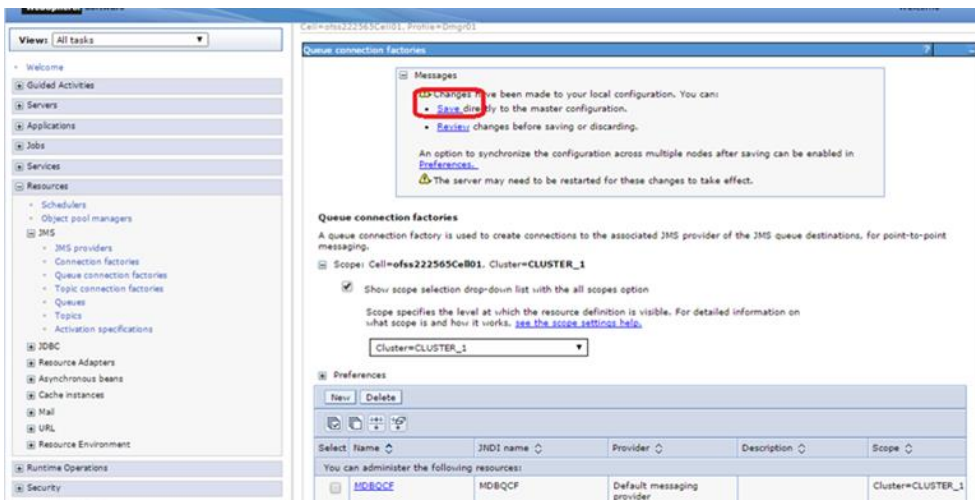 Welcome
Cell=ofss222565Cell01, Profile=Dmgr01
View: All tasks
Welcome
Guided Activities
Servers
Applications
Jobs
Services
Resources
Schedulers
Object pool managers
JMS
JMS providers
Connection factories
Queue connection factories
Topic connection factories
Queues
Topics
Activation specifications
JDBC
Resource Adapters
Asynchronous beans
Cache instances
Mail
URL
Resource Environment
Runtime Operations
Security
Queue connection factories ? _
Messages
Changes have been made to your local configuration. You can:
Save directly to the master configuration.
Review changes before saving or discarding.
An option to synchronize the configuration across multiple nodes after saving can be enabled in
Preferences.
The server may need to be restarted for these changes to take effect.
Queue connection factories
A queue connection factory is used to create connections to the associated JMS provider of the JMS queue destinations, for point-to-point
messaging.
Scope: Cell=ofss222565Cell01, Cluster=CLUSTER_1
Show scope selection drop-down list with the all scopes option
Scope specifies the level at which the resource definition is visible. For detailed information on
what scope is and how it works, see the scope settings help.
Cluster=CLUSTER_1
Preferences
New Delete
Select Name JNDI name Provider Description Scope
You can administer the following resources:
MDBQCF MDBQCF Default messaging Cluster=CLUSTER_1
provider